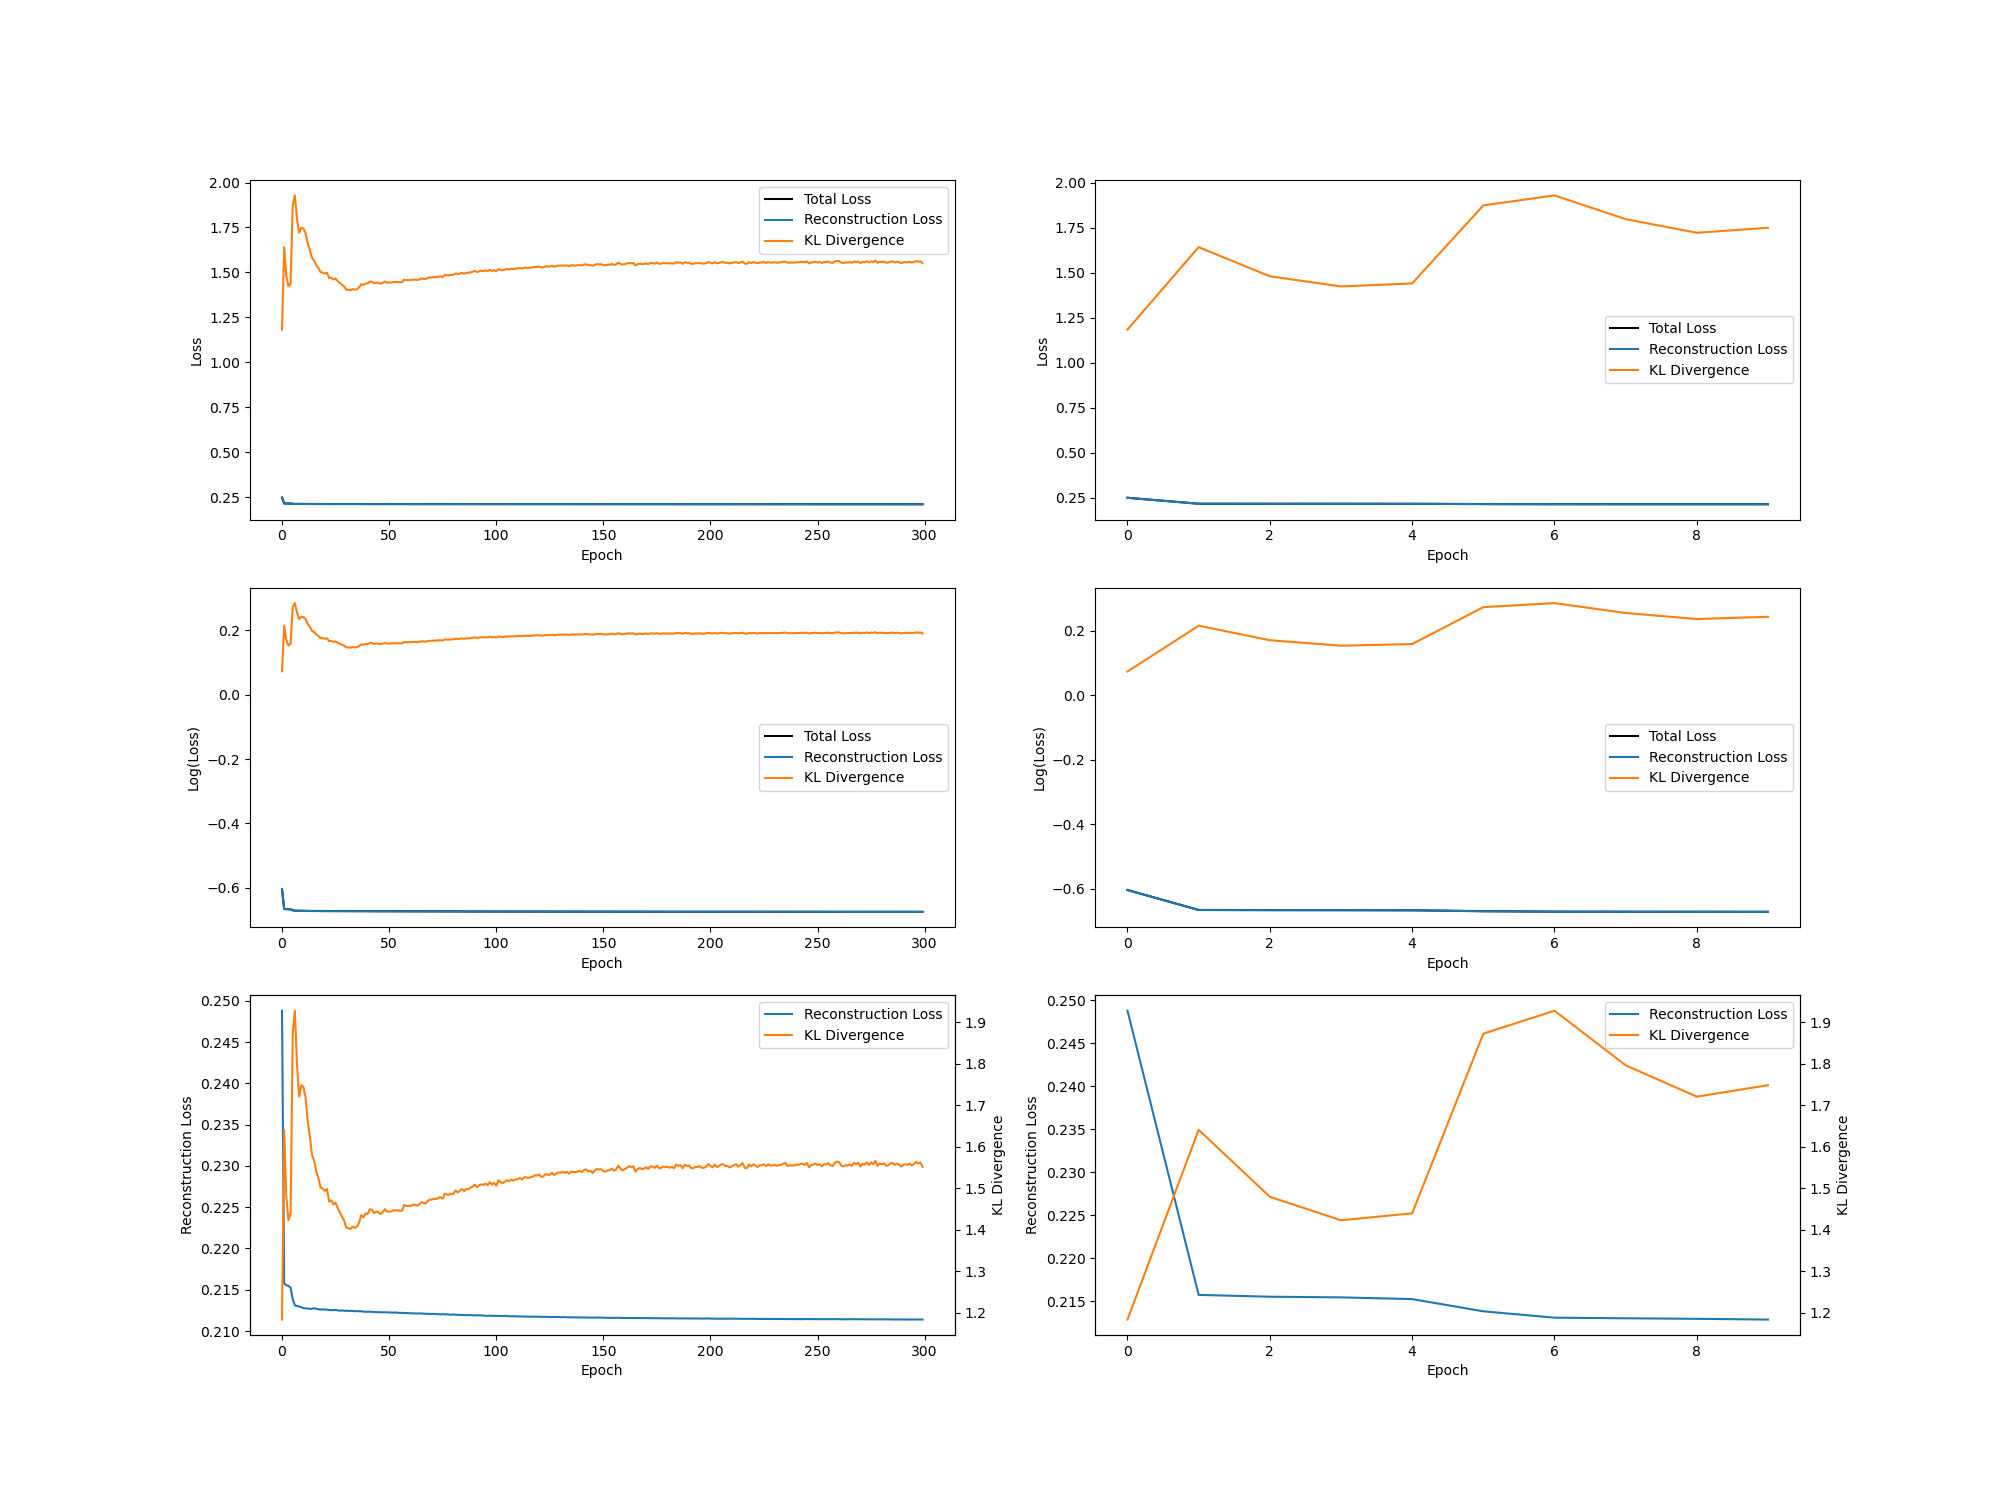 2.00
1.75
1.50
1.25
1.00
0.75
0.50
0.25
Loss
0 50 100 150 200 250 300
Epoch
Total Loss
Reconstruction Loss
KL Divergence
2.00
1.75
1.50
1.25
1.00
0.75
0.50
0.25
Loss
0 2 4 6 8
Epoch
Total Loss
Reconstruction Loss
KL Divergence
0.2
0.0
−0.2
−0.4
−0.6
Log(Loss)
0 50 100 150 200 250 300
Epoch
Total Loss
Reconstruction Loss
KL Divergence
0.2
0.0
−0.2
−0.4
−0.6
Log(Loss)
0 2 4 6 8
Epoch
Total Loss
Reconstruction Loss
KL Divergence
0.250
0.245
0.240
0.235
0.230
0.225
0.220
0.215
0.210
Reconstruction Loss
0 50 100 150 200 250 300
Epoch
Reconstruction Loss
KL Divergence
1.9
1.8
1.7
1.6
1.5
1.4
1.3
1.2
KL Divergence
0.250
0.245
0.240
0.235
0.230
0.225
0.220
0.215
Reconstruction Loss
0 2 4 6 8
Epoch
Reconstruction Loss
KL Divergence
1.9
1.8
1.7
1.6
1.5
1.4
1.3
1.2
KL Divergence